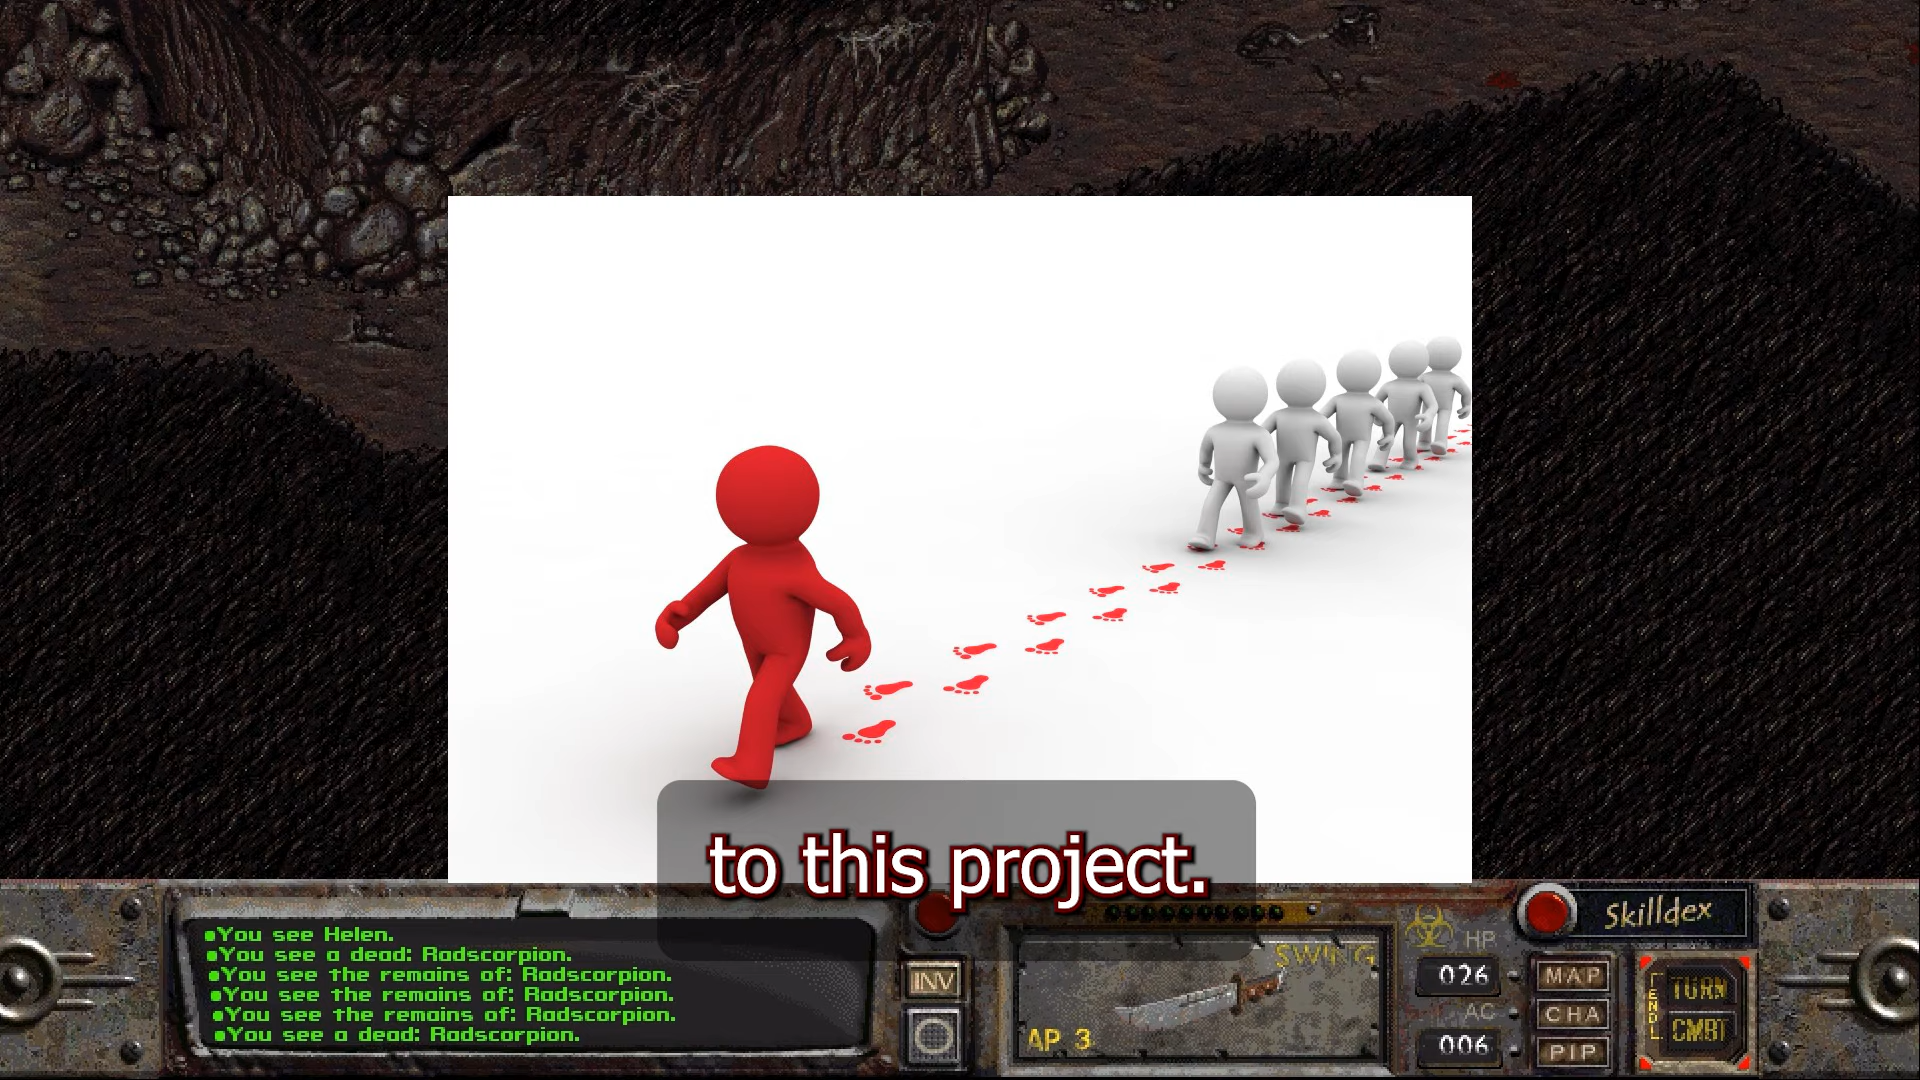 to this project.
•You see Helen.
•You see a dead: Radscorpion.
•You see the remains of: Radscorpion.
•You see the remains of: Radscorpion.
•You see the remains of: Radscorpion.
•You see a dead: Radscorpion.
INV
SWING
AP 3
HP
026
AC
006
Skilldex
MAP
CHA
PIP
TURN
CMBT
END